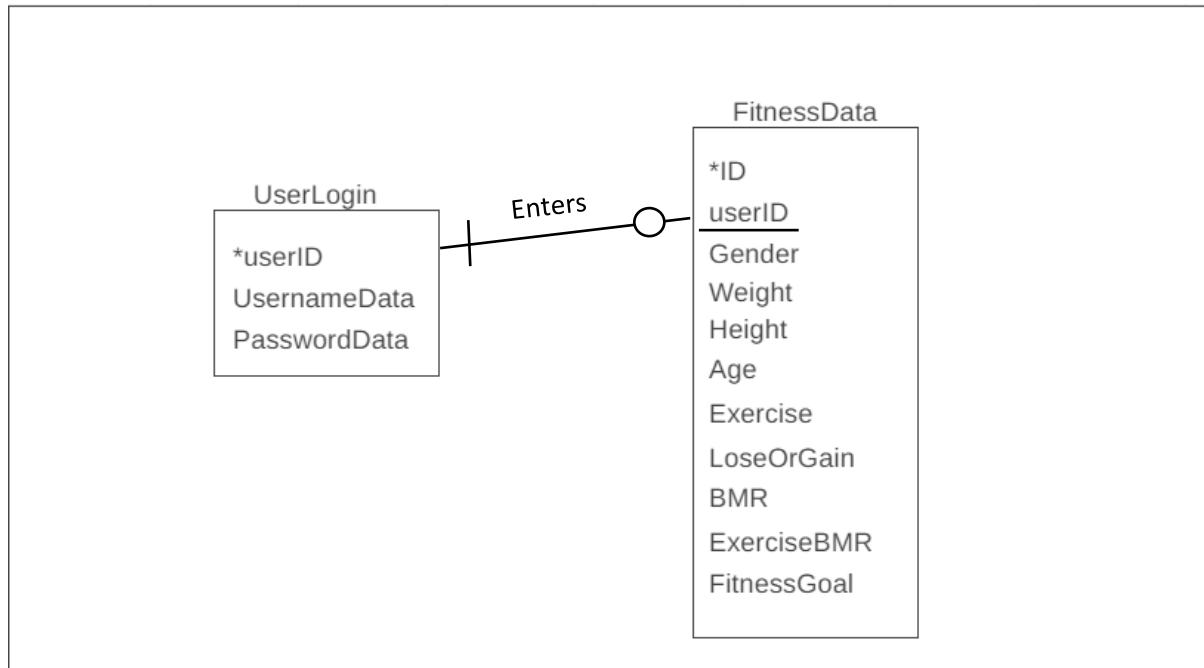 UserLogin
*userID
UsernameData
PasswordData
Enters
FitnessData
*ID
userID
Gender
Weight
Height
Age
Exercise
LoseOrGain
BMR
ExerciseBMR
FitnessGoal